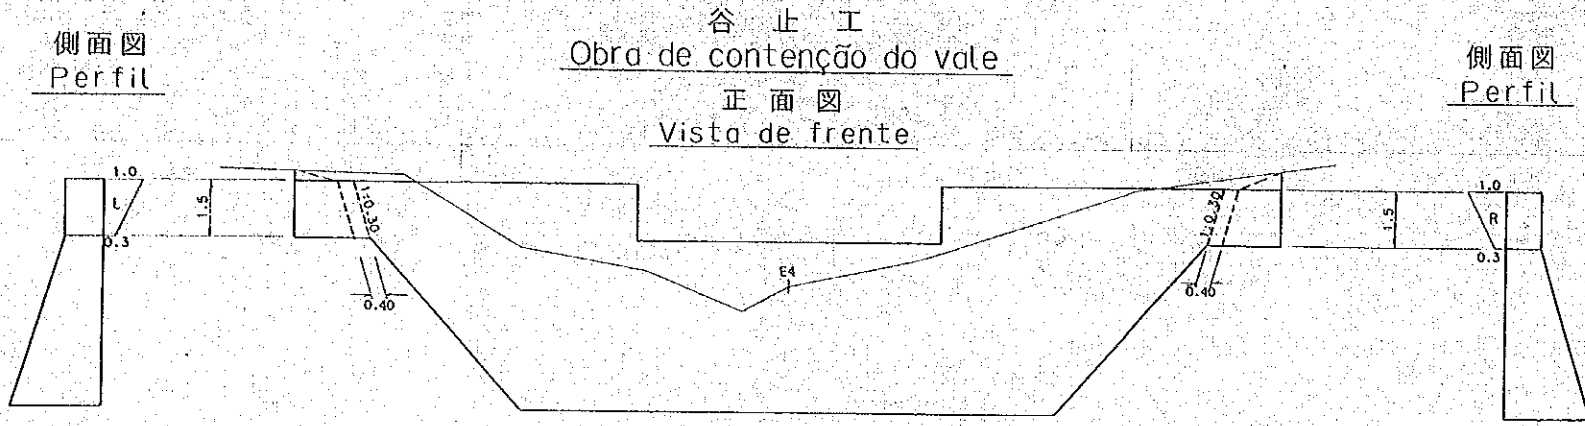 谷 止 工
Obra de contenção do vale
側面図
Perfil
正 面 図
Vista de frente
側面図
Perfil
1.0
L
1.5
0.3
1:0.30
0.40
E4
1:0.30
0.40
1.5
1.0
R
0.3